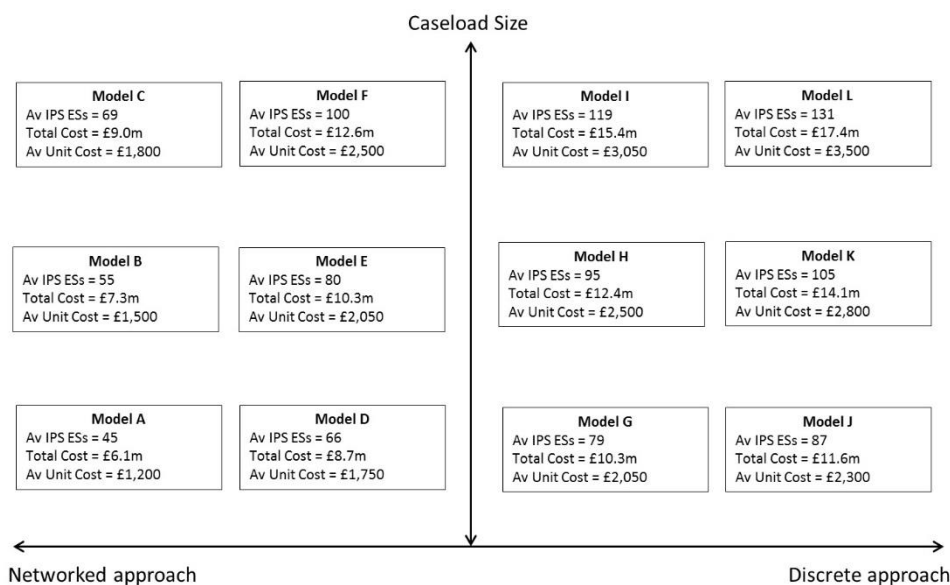 Caseload Size
Model C
Av IPS ESs = 69
Total Cost = £9.0m
Av Unit Cost = £1,800
Model F
Av IPS ESs = 100
Total Cost = £12.6m
Av Unit Cost = £2,500
Model I
Av IPS ESs = 119
Total Cost = £15.4m
Av Unit Cost = £3,050
Model L
Av IPS ESs = 131
Total Cost = £17.4m
Av Unit Cost = £3,500
Model B
Av IPS ESs = 55
Total Cost = £7.3m
Av Unit Cost = £1,500
Model E
Av IPS ESs = 80
Total Cost = £10.3m
Av Unit Cost = £2,050
Model H
Av IPS ESs = 95
Total Cost = £12.4m
Av Unit Cost = £2,500
Model K
Av IPS ESs = 105
Total Cost = £14.1m
Av Unit Cost = £2,800
Model A
Av IPS ESs = 45
Total Cost = £6.1m
Av Unit Cost = £1,200
Model D
Av IPS ESs = 66
Total Cost = £8.7m
Av Unit Cost = £1,750
Model G
Av IPS ESs = 79
Total Cost = £10.3m
Av Unit Cost = £2,050
Model J
Av IPS ESs = 87
Total Cost = £11.6m
Av Unit Cost = £2,300
Networked approach
Discrete approach